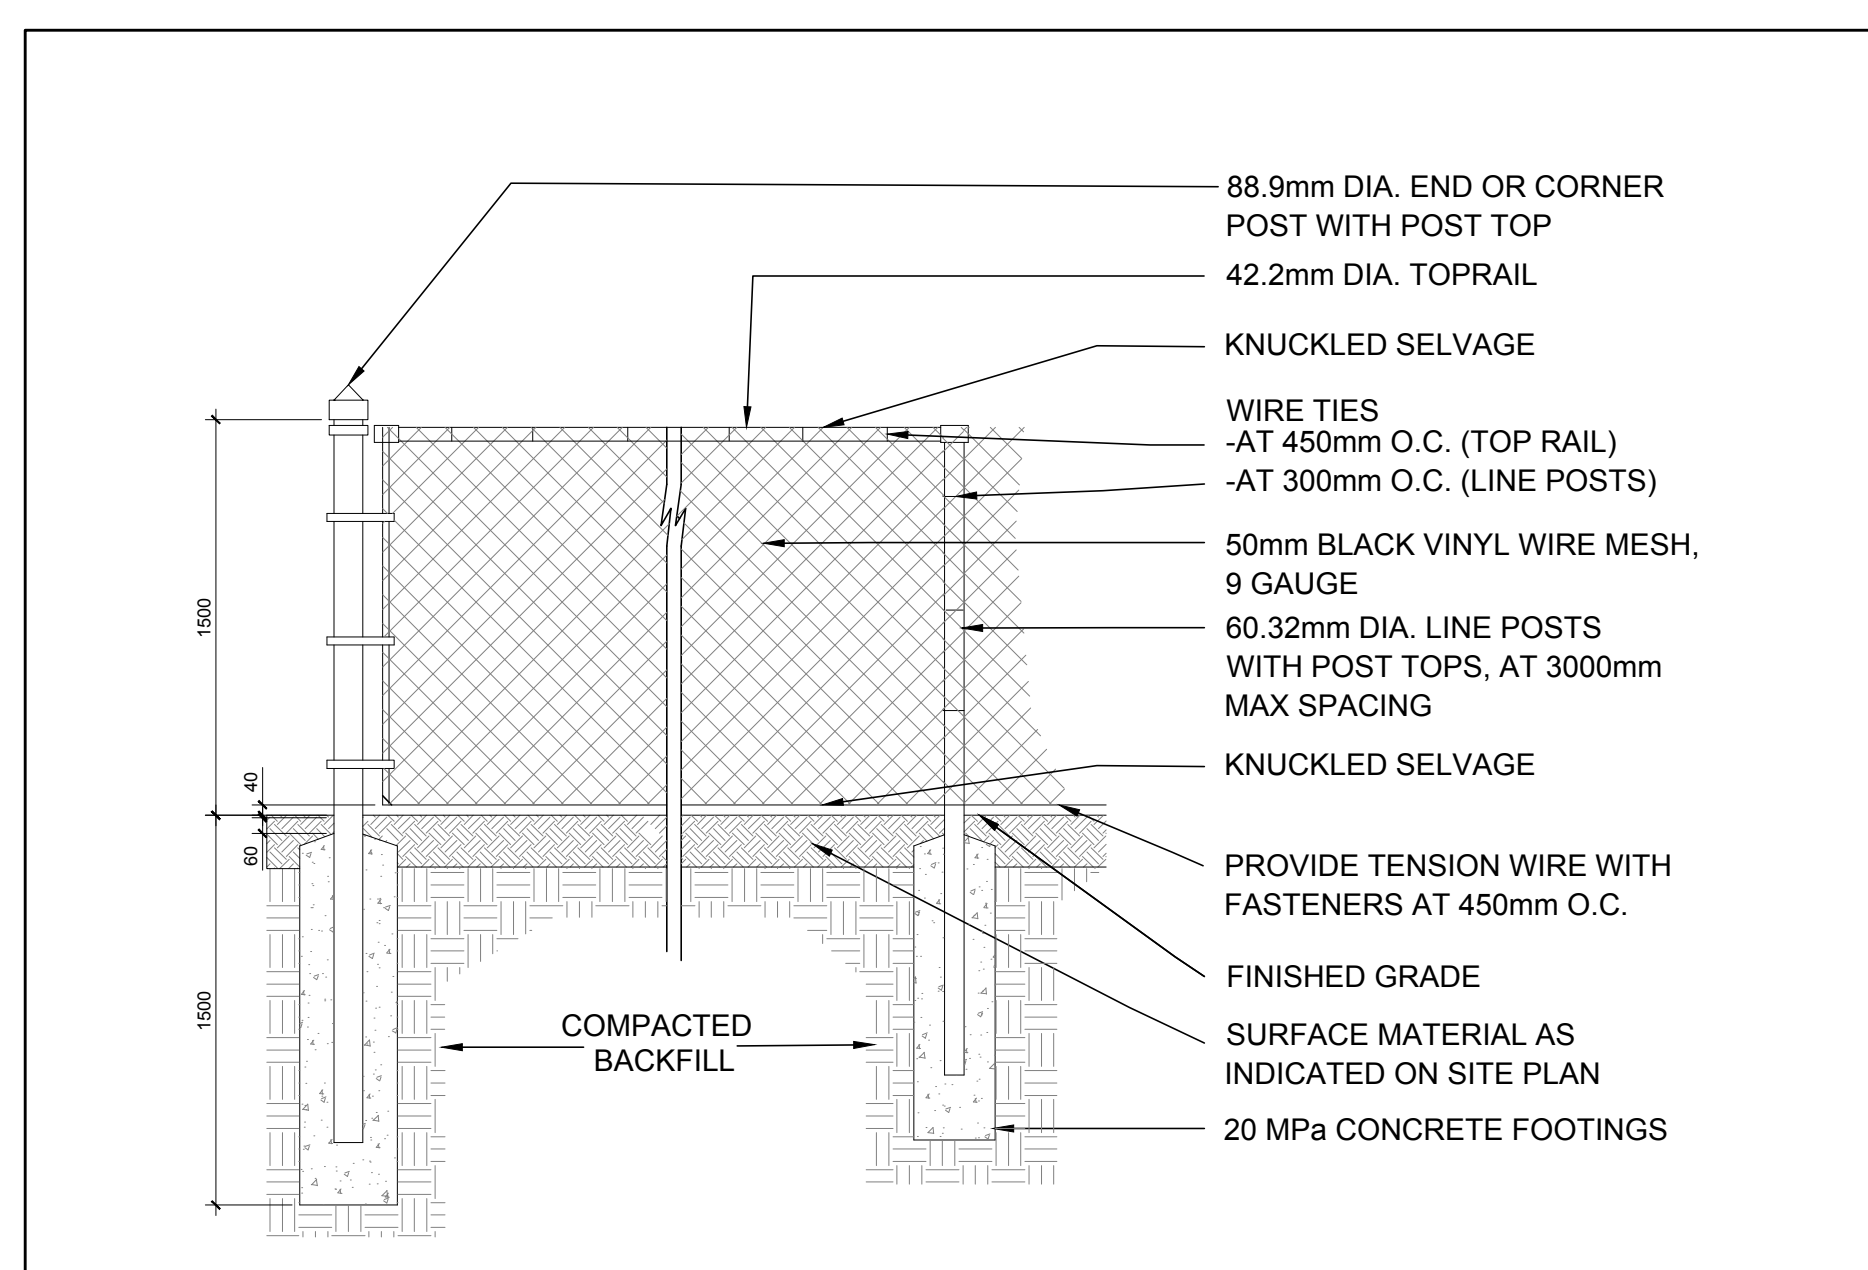 88.9mm DIA. END OR CORNER
POST WITH POST TOP
42.2mm DIA. TOPRAIL
KNUCKLED SELVAGE
WIRE TIES
-AT 450mm O.C. (TOP RAIL)
-AT 300mm O.C. (LINE POSTS)
50mm BLACK VINYL WIRE MESH,
9 GAUGE
60.32mm DIA. LINE POSTS
WITH POST TOPS, AT 3000mm
MAX SPACING
KNUCKLED SELVAGE
PROVIDE TENSION WIRE WITH
FASTENERS AT 450mm O.C.
FINISHED GRADE
SURFACE MATERIAL AS
INDICATED ON SITE PLAN
20 MPa CONCRETE FOOTINGS
1500
40
60
1500
COMPACTED
BACKFILL